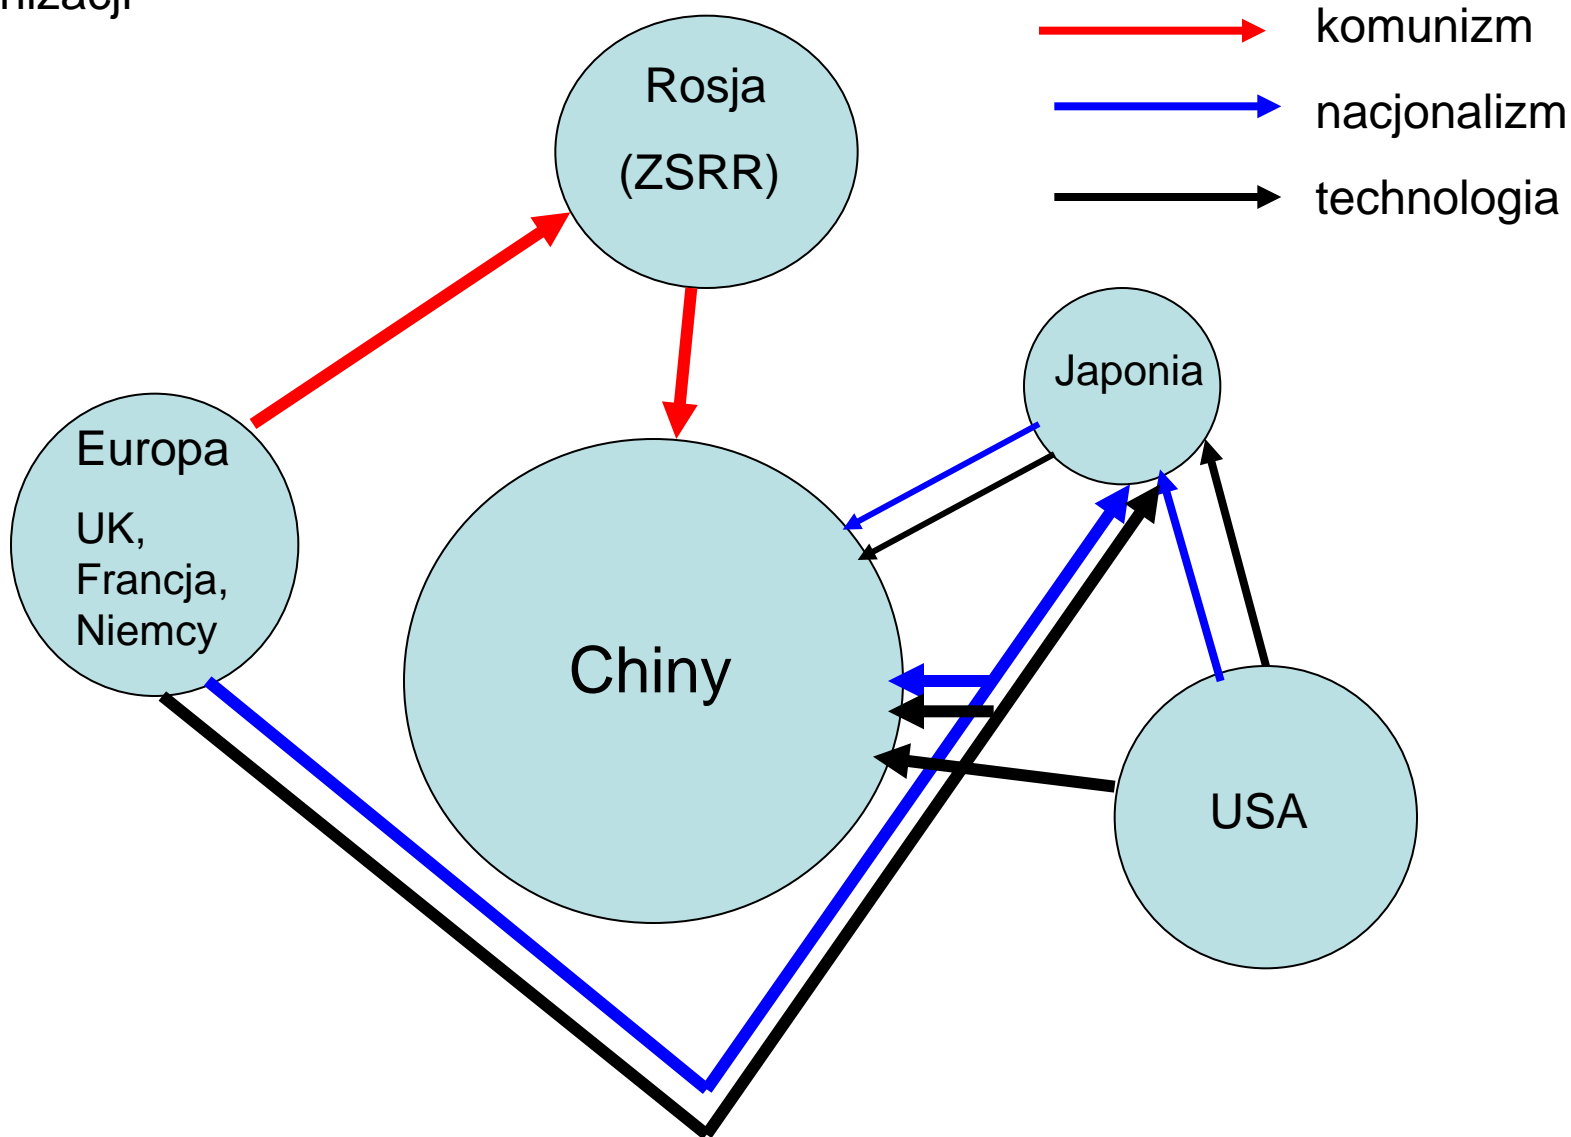 komunizm
nacjonalizm
technologia
Rosja
(ZSRR)
Japonia
Europa
UK,
Francja,
Niemcy
Chiny
USA